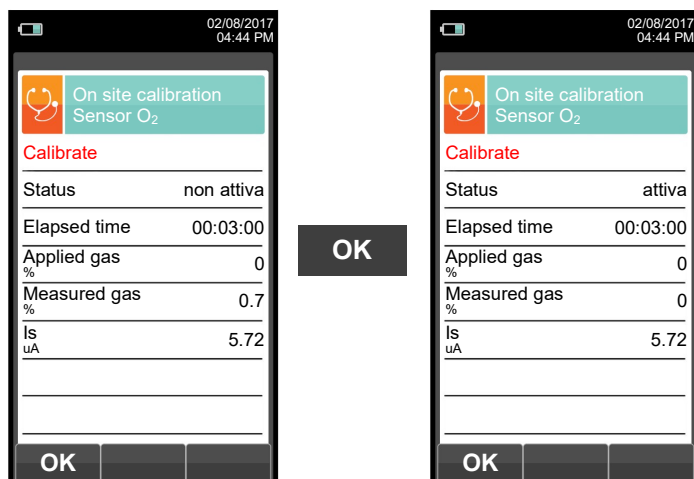 02/08/2017
04:44 PM
On site calibration
Sensor O₂
Calibrate
Status non attiva
Elapsed time 00:03:00
Applied gas 0
%
Measured gas 0.7
%
Is 5.72
uA
OK
OK
02/08/2017
04:44 PM
On site calibration
Sensor O₂
Calibrate
Status attiva
Elapsed time 00:03:00
Applied gas 0
%
Measured gas 0
%
Is 5.72
uA
OK